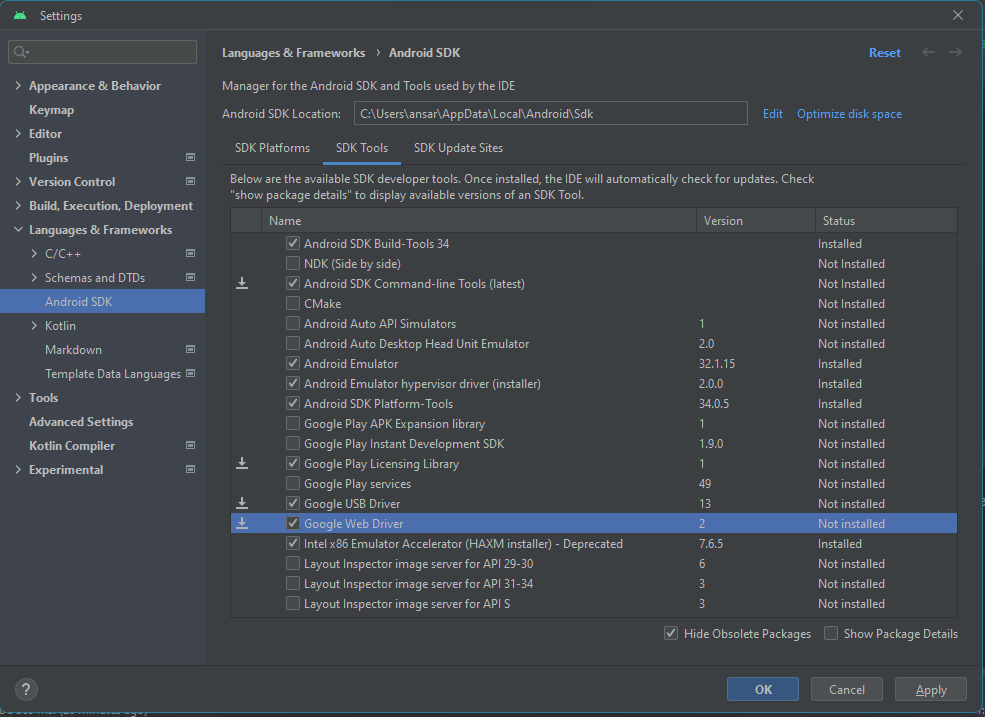 Settings
Languages & Frameworks › Android SDK
Reset
Manager for the Android SDK and Tools used by the IDE
Android SDK Location: C:\Users\ansar\AppData\Local\Android\Sdk Edit Optimize disk space
Appearance & Behavior
Keymap
Editor
Plugins
Version Control
Build, Execution, Deployment
Languages & Frameworks
C/C++
Schemas and DTDs
Android SDK
Kotlin
Markdown
Template Data Languages
Tools
Advanced Settings
Kotlin Compiler
Experimental
SDK Platforms SDK Tools SDK Update Sites
Below are the available SDK developer tools. Once installed, the IDE will automatically check for updates. Check
"show package details" to display available versions of an SDK Tool.
Name Version Status
Android SDK Build-Tools 34 Installed
NDK (Side by side) Not Installed
Android SDK Command-line Tools (latest) Not Installed
CMake Not Installed
Android Auto API Simulators 1 Not installed
Android Auto Desktop Head Unit Emulator 2.0 Not installed
Android Emulator 32.1.15 Installed
Android Emulator hypervisor driver (installer) 2.0.0 Installed
Android SDK Platform-Tools 34.0.5 Installed
Google Play APK Expansion library 1 Not installed
Google Play Instant Development SDK 1.9.0 Not installed
Google Play Licensing Library 1 Not installed
Google Play services 49 Not installed
Google USB Driver 13 Not installed
Google Web Driver 2 Not installed
Intel x86 Emulator Accelerator (HAXM installer) - Deprecated 7.6.5 Installed
Layout Inspector image server for API 29-30 6 Not installed
Layout Inspector image server for API 31-34 3 Not installed
Layout Inspector image server for API S 3 Not installed
Hide Obsolete Packages Show Package Details
? OK Cancel Apply